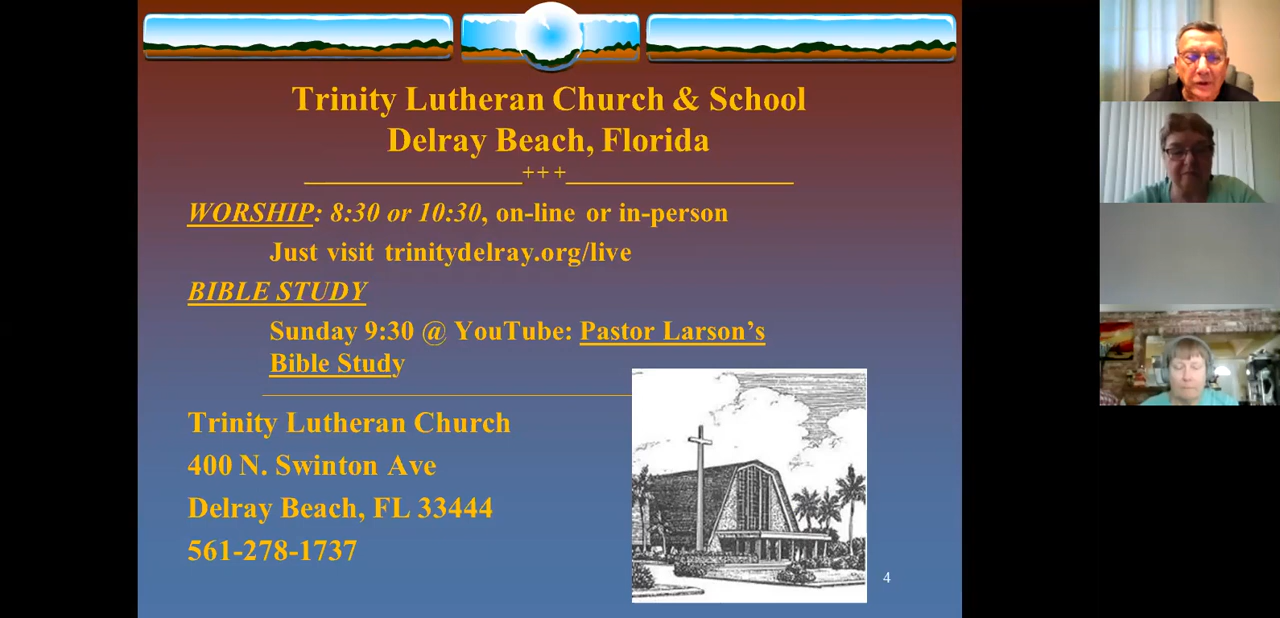 Trinity Lutheran Church & School
Delray Beach, Florida
+++
WORSHIP: 8:30 or 10:30, on-line or in-person
Just visit trinitydelray.org/live
BIBLE STUDY
Sunday 9:30 @ YouTube: Pastor Larson’s
Bible Study
Trinity Lutheran Church
400 N. Swinton Ave
Delray Beach, FL 33444
561-278-1737
4